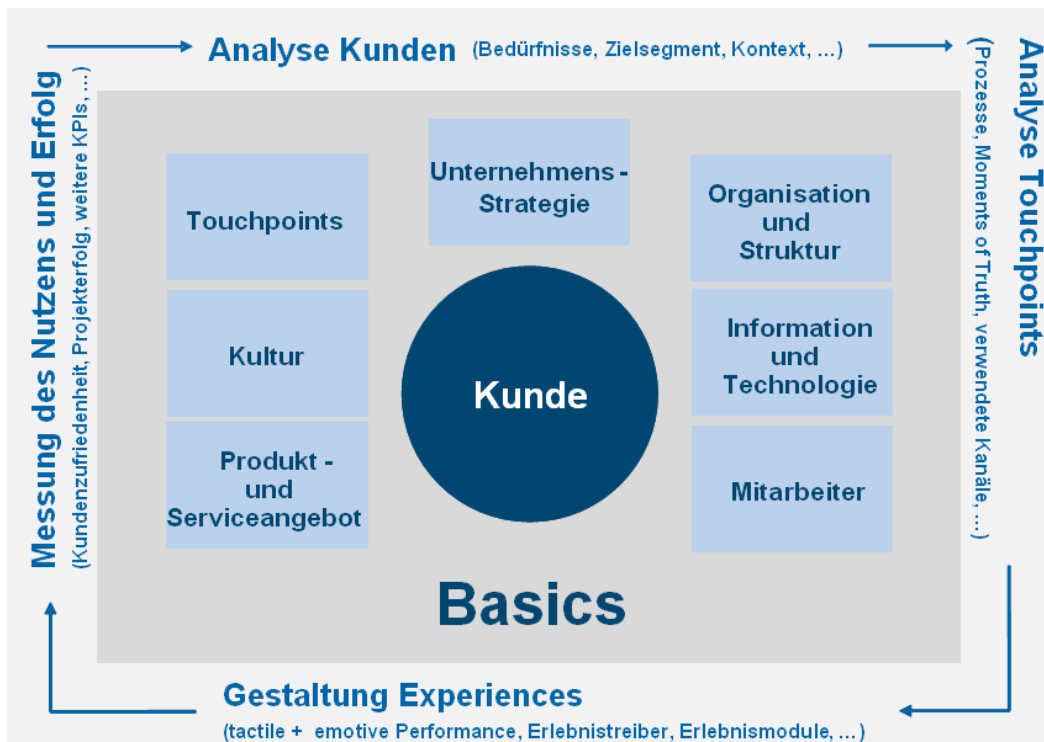 Analyse Kunden (Bedürfnisse, Zielsegment, Kontext, ...)
Analyse Touchpoints
(Prozesse, Moments of Truth, verwendete Kanäle, ...)
Gestaltung Experiences
(tactile + emotive Performance, Erlebnistreiber, Erlebnismodule, ...)
Messung des Nutzens und Erfolg
(Kundenzufriedenheit, Projekterfolg, weitere KPIs, ...)
Touchpoints
Kultur
Produkt -
und
Serviceangebot
Unternehmens -
Strategie
Kunde
Organisation
und
Struktur
Information
und
Technologie
Mitarbeiter
Basics